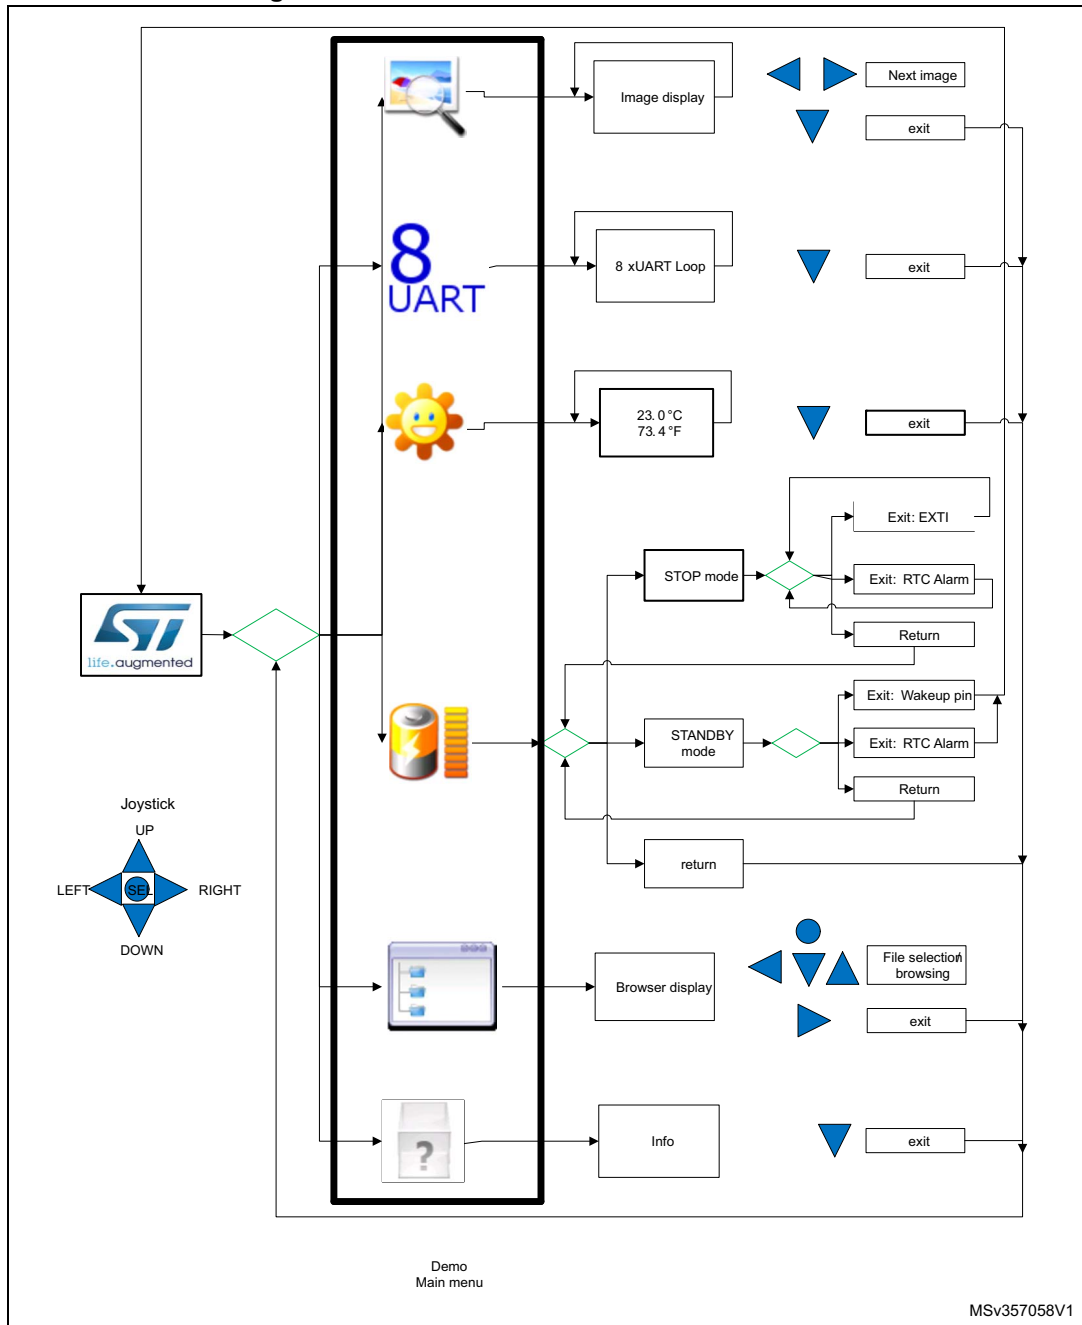 Image display
Next image
exit
8
UART
8 xUART Loop
exit
23.0°C
73.4°F
exit
STOP mode
Exit: EXTI
Exit: RTC Alarm
Return
life.augmented
STANDBY
mode
Exit: Wakeup pin
Exit: RTC Alarm
Return
return
Joystick
UP
LEFT
SEL
RIGHT
DOWN
Browser display
File selection/
browsing
exit
?
Info
exit
Demo
Main menu
MSv357058V1